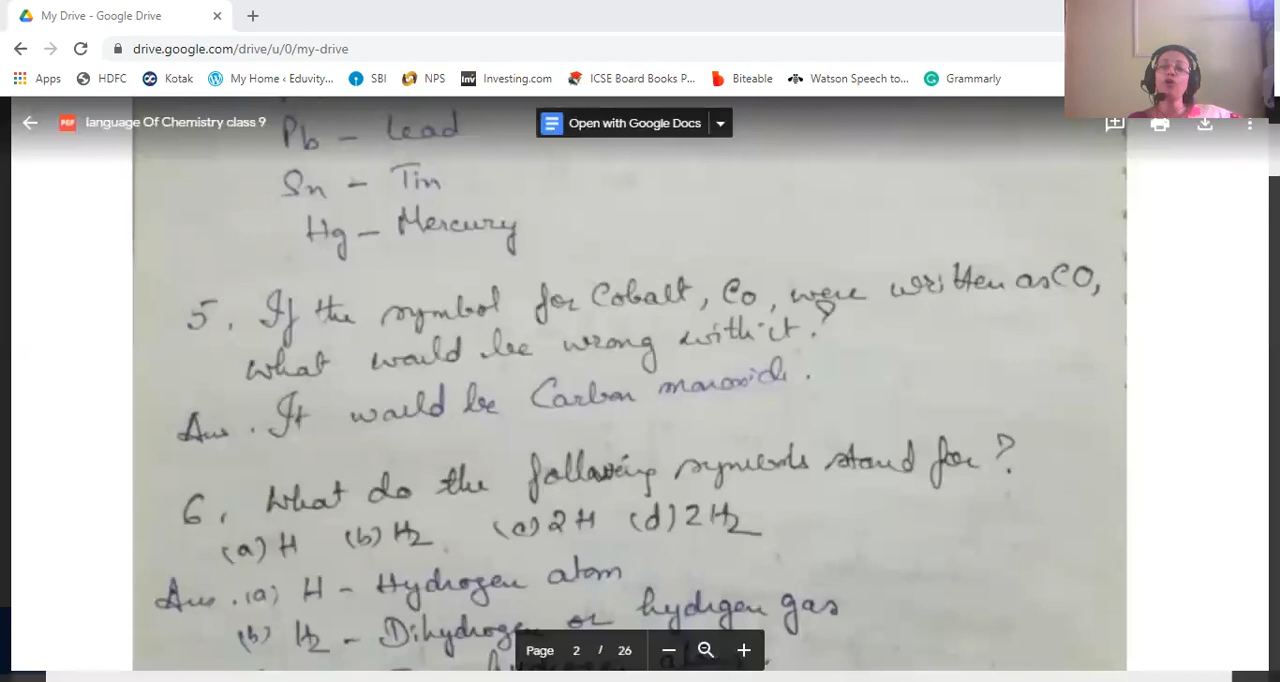 My Drive - Google Drive
drive.google.com/drive/u/0/my-drive
Apps HDFC Kotak My Home ‹ Eduvity... SBI NPS Investing.com ICSE Board Books P... Biteable Watson Speech to... Grammarly
PDF language Of Chemistry class 9 Open with Google Docs
Pb - Lead
Sn - Tin
Hg - Mercury
5. If the symbol for Cobalt, Co, were written as CO,
what would be wrong with it?
Ans. It would be Carbon monoxide.
6. What do the following symbols stand for?
(a) H (b) H2 (c) 2H (d) 2H2
Ans. (a) H - Hydrogen atom
(b) H2 - Dihydrogen or hydrgen gas
Page 2 / 26